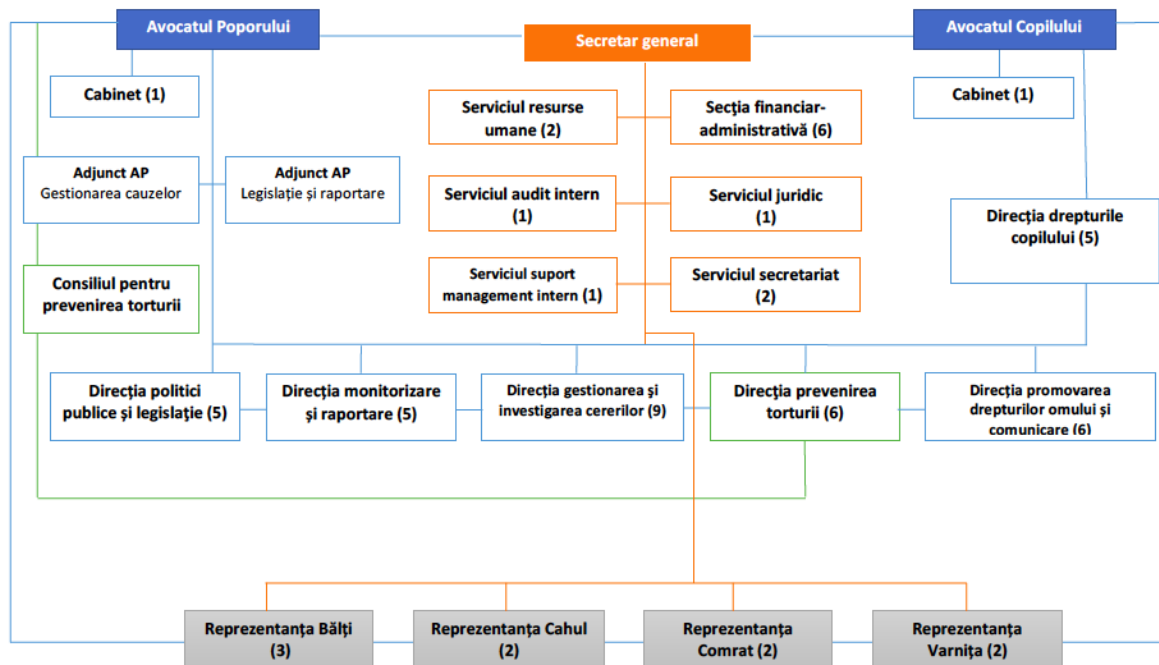 Avocatul Poporului
Secretar general
Avocatul Copilului
Cabinet (1)
Cabinet (1)
Serviciul resurse
umane (2)
Secţia financiar-
administrativă (6)
Adjunct AP
Gestionarea cauzelor
Adjunct AP
Legislație și raportare
Serviciul audit intern
(1)
Serviciul juridic
(1)
Direcția drepturile
copilului (5)
Consiliul pentru
prevenirea torturii
Serviciul suport
management intern (1)
Serviciul secretariat
(2)
Direcția politici
publice și legislație (5)
Direcția monitorizare
și raportare (5)
Direcția gestionarea şi
investigarea cererilor (9)
Direcţia prevenirea
torturii (6)
Direcția promovarea
drepturilor omului și
comunicare (6)
Reprezentanța Bălți
(3)
Reprezentanța Cahul
(2)
Reprezentanța
Comrat (2)
Reprezentanța
Varnița (2)